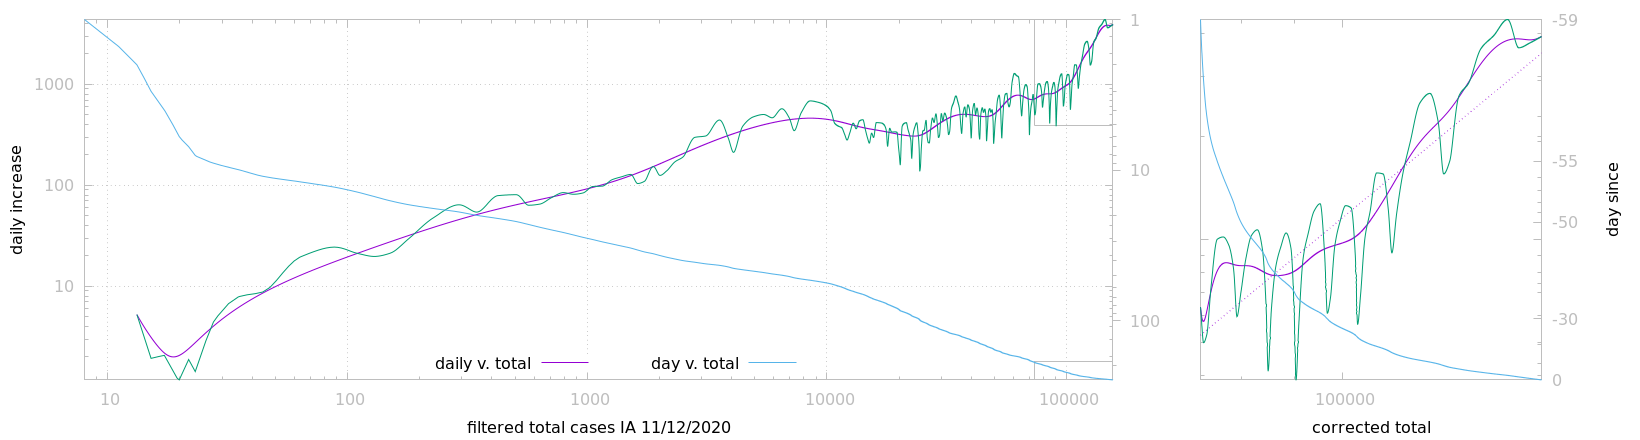 1
-59
1000
daily increase
100
10
10
100
-55
-50
-30
0
day since
daily v. total
day v. total
10
100
1000
10000
100000
100000
filtered total cases IA 11/12/2020
corrected total